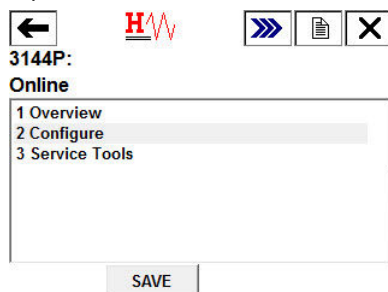 H
3144P:
Online
1 Overview
2 Configure
3 Service Tools
SAVE